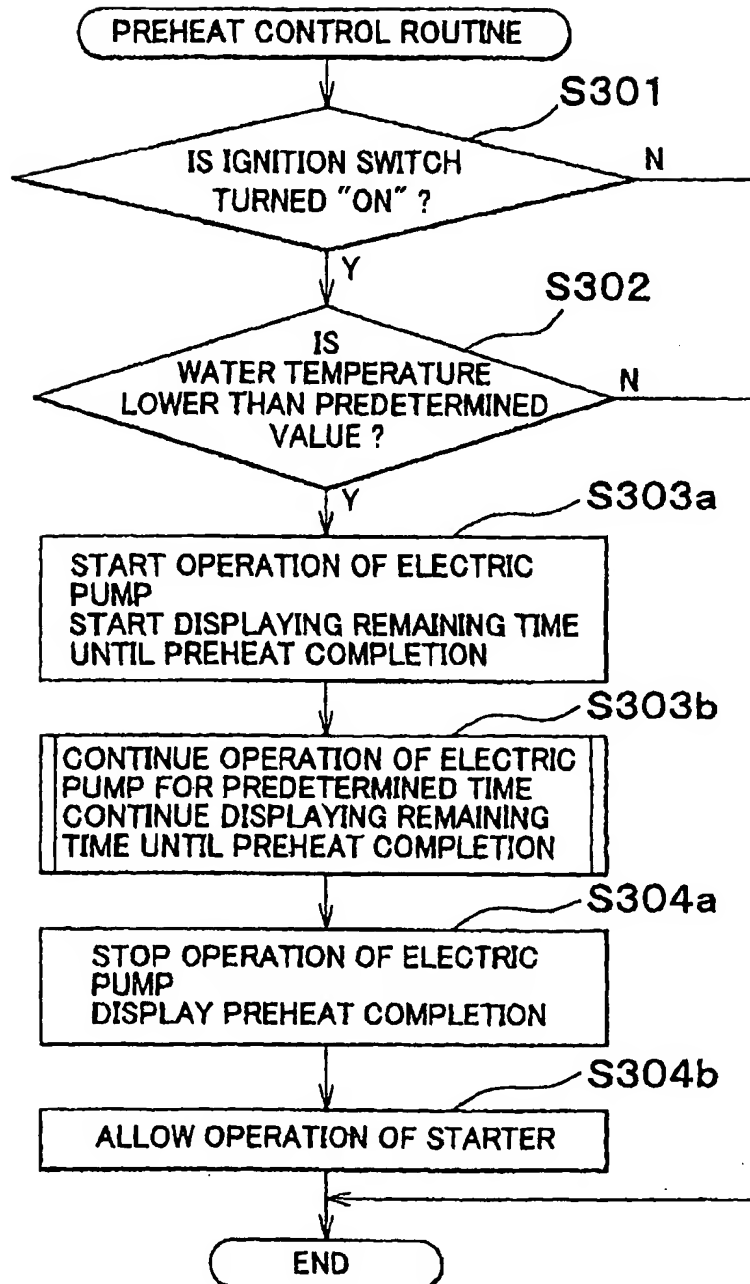 PREHEAT CONTROL ROUTINE
S301
IS IGNITION SWITCH
TURNED "ON" ?
N
Y
S302
IS
WATER TEMPERATURE
LOWER THAN PREDETERMINED
VALUE ?
N
Y
S303a
START OPERATION OF ELECTRIC
PUMP
START DISPLAYING REMAINING TIME
UNTIL PREHEAT COMPLETION
S303b
CONTINUE OPERATION OF ELECTRIC
PUMP FOR PREDETERMINED TIME
CONTINUE DISPLAYING REMAINING
TIME UNTIL PREHEAT COMPLETION
S304a
STOP OPERATION OF ELECTRIC
PUMP
DISPLAY PREHEAT COMPLETION
S304b
ALLOW OPERATION OF STARTER
END